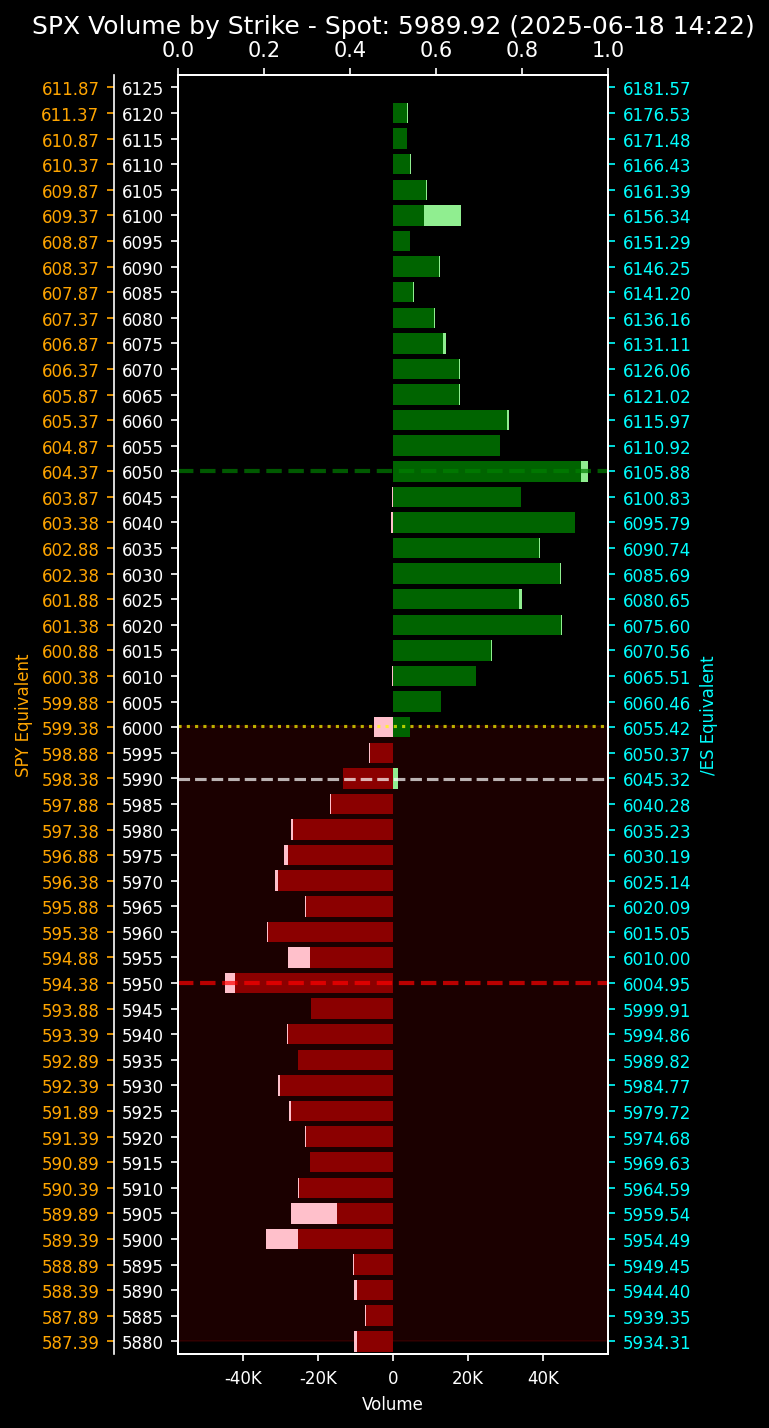 SPX Volume by Strike - Spot: 5989.92 (2025-06-18 14:22)
0.0 0.2 0.4 0.6 0.8 1.0
611.87 6125 6181.57
611.37 6120 6176.53
610.87 6115 6171.48
610.37 6110 6166.43
609.87 6105 6161.39
609.37 6100 6156.34
608.87 6095 6151.29
608.37 6090 6146.25
607.87 6085 6141.20
607.37 6080 6136.16
606.87 6075 6131.11
606.37 6070 6126.06
605.87 6065 6121.02
605.37 6060 6115.97
604.87 6055 6110.92
604.37 6050 6105.88
603.87 6045 6100.83
603.38 6040 6095.79
602.88 6035 6090.74
602.38 6030 6085.69
601.88 6025 6080.65
601.38 6020 6075.60
600.88 6015 6070.56
600.38 6010 6065.51
599.88 6005 6060.46
599.38 6000 6055.42
598.88 5995 6050.37
598.38 5990 6045.32
597.88 5985 6040.28
597.38 5980 6035.23
596.88 5975 6030.19
596.38 5970 6025.14
595.88 5965 6020.09
595.38 5960 6015.05
594.88 5955 6010.00
594.38 5950 6004.95
593.88 5945 5999.91
593.39 5940 5994.86
592.89 5935 5989.82
592.39 5930 5984.77
591.89 5925 5979.72
591.39 5920 5974.68
590.89 5915 5969.63
590.39 5910 5964.59
589.89 5905 5959.54
589.39 5900 5954.49
588.89 5895 5949.45
588.39 5890 5944.40
587.89 5885 5939.35
587.39 5880 5934.31
SPY Equivalent
/ES Equivalent
-40K -20K 0 20K 40K
Volume